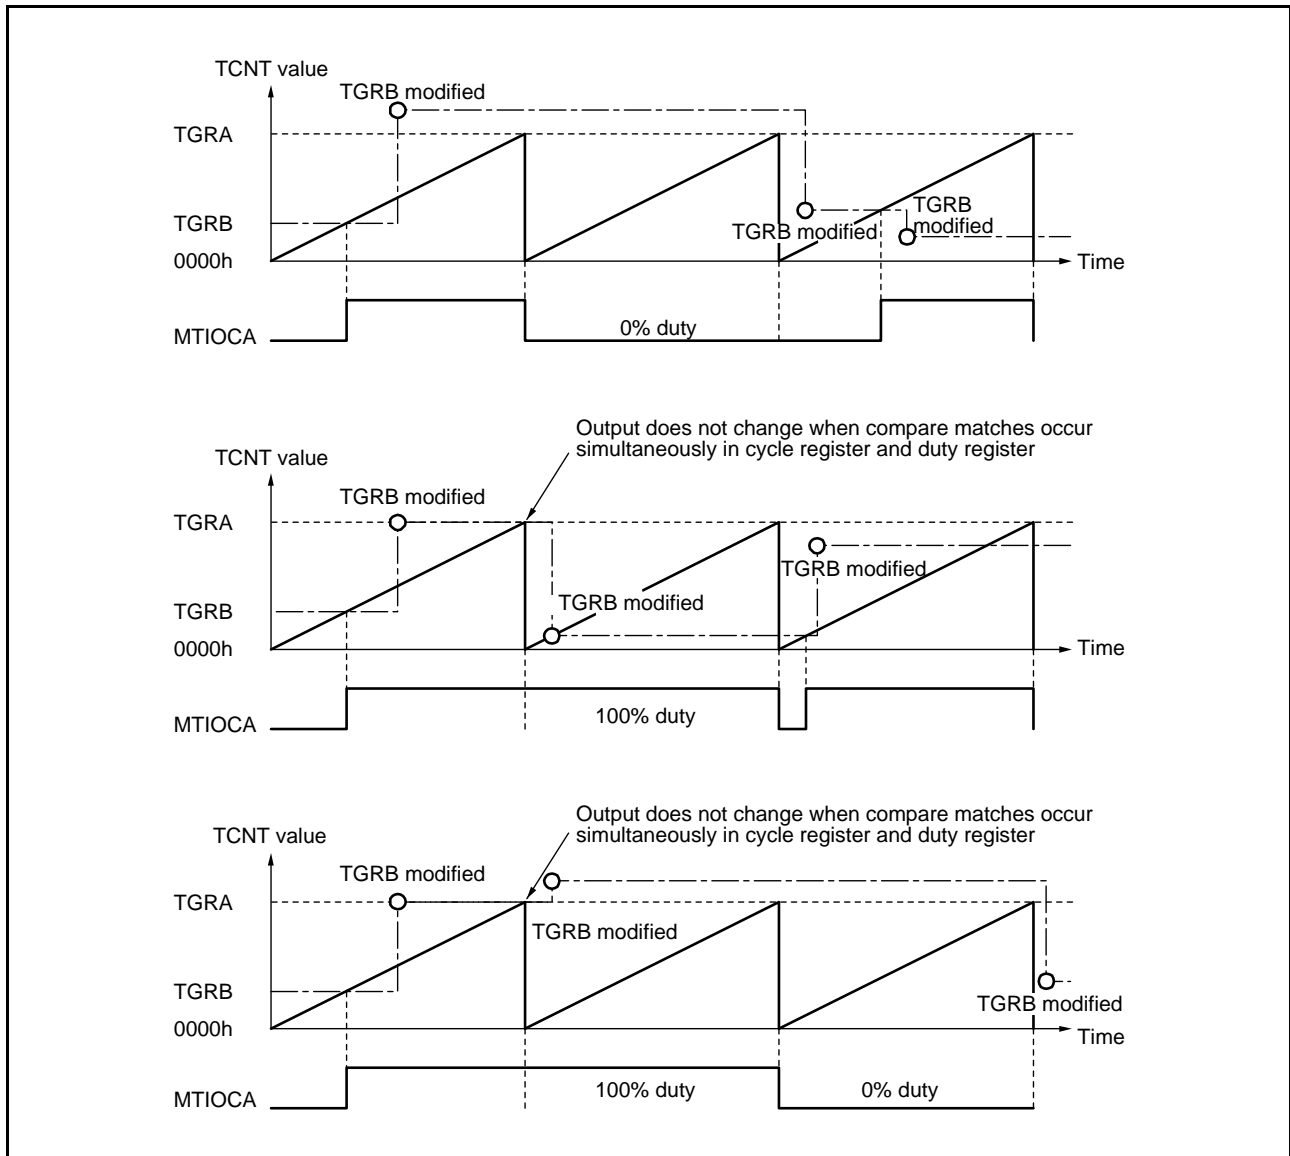 TCNT value
TGRB modified
TGRA
TGRB
TGRB modified
TGRB
modified
0000h
Time
MTIOCA
0% duty
Output does not change when compare matches occur
simultaneously in cycle register and duty register
TCNT value
TGRB modified
TGRA
TGRB modified
TGRB modified
TGRB
0000h
Time
MTIOCA
100% duty
Output does not change when compare matches occur
simultaneously in cycle register and duty register
TCNT value
TGRB modified
TGRA
TGRB modified
TGRB
TGRB modified
0000h
Time
MTIOCA
100% duty
0% duty